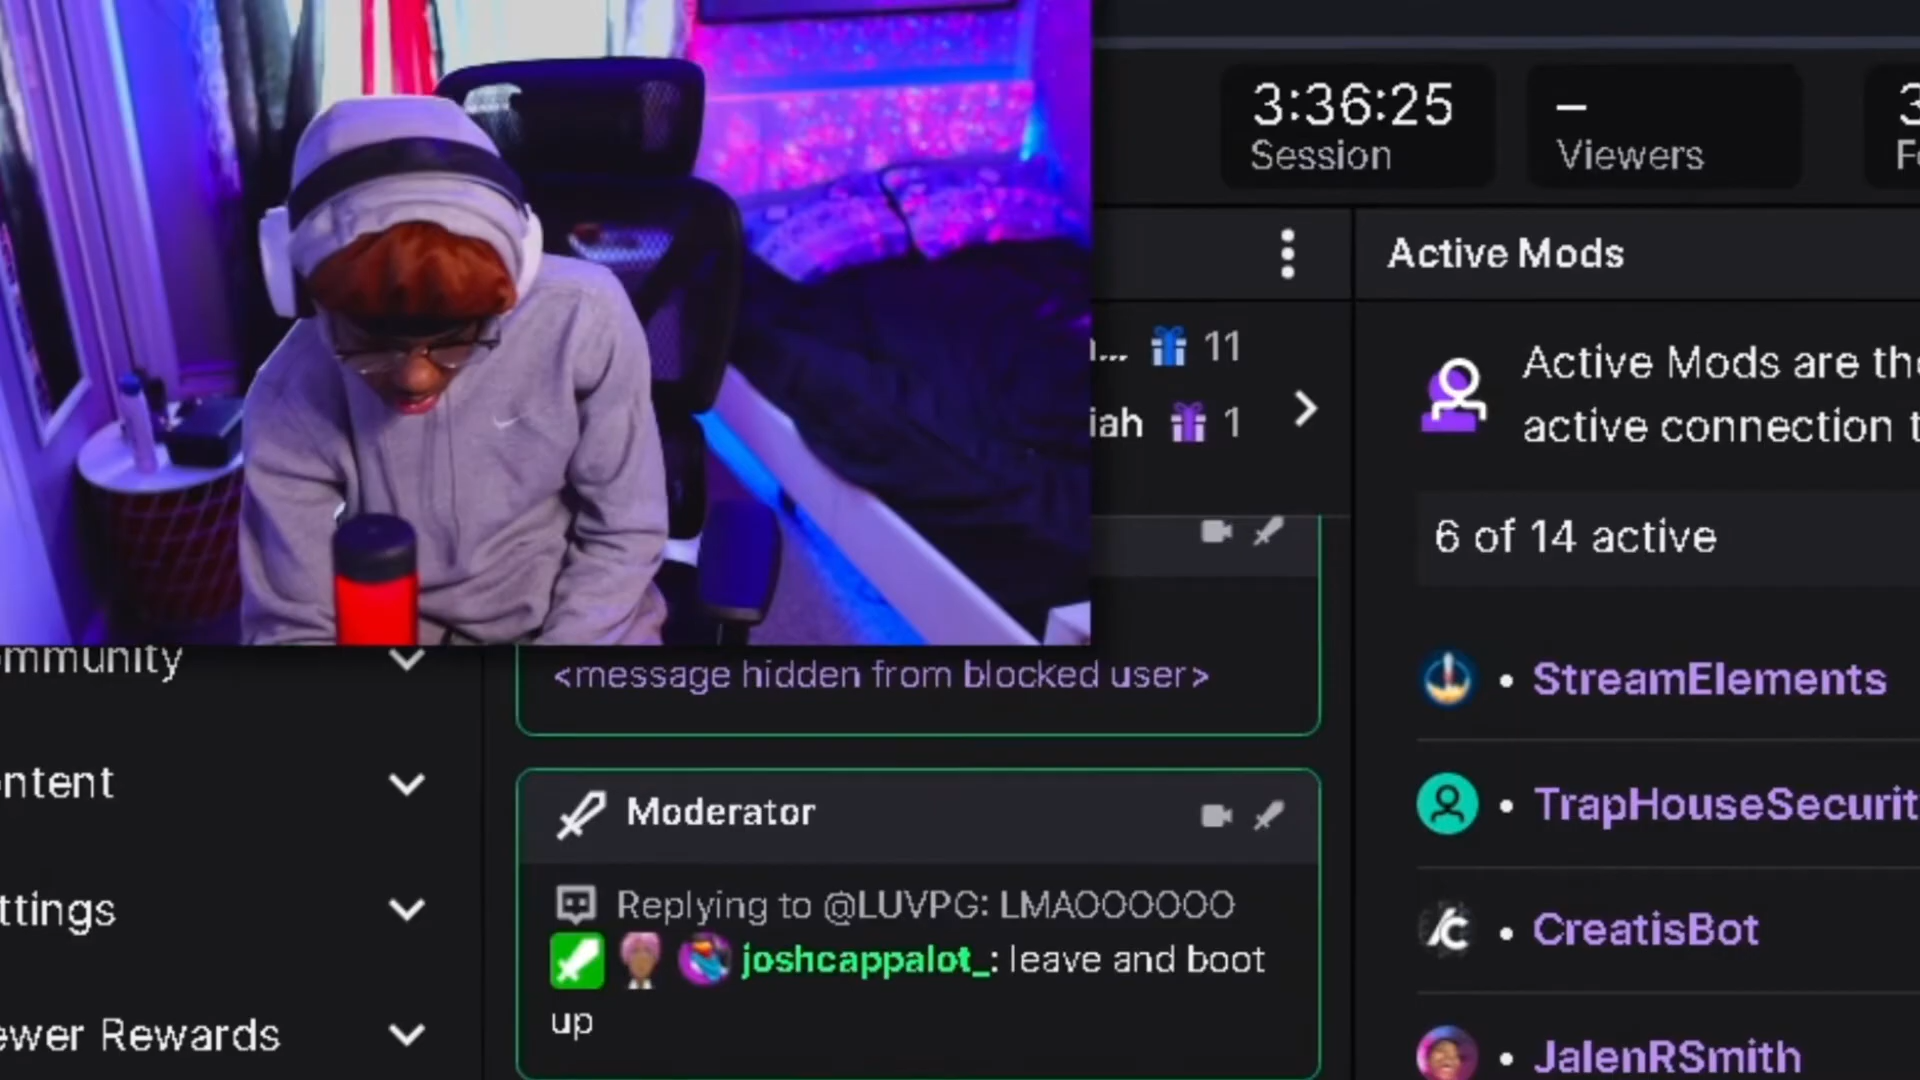 3:36:25
Session
–
Viewers
3
Active Mods
11
iah 1
Active Mods are the
active connection t
6 of 14 active
StreamElements
TrapHouseSecurit
CreatisBot
JalenRSmith
mmunity
ntent
ttings
ewer Rewards
<message hidden from blocked user>
Moderator
Replying to @LUVPG: LMAOOOOOO
joshcappalot_: leave and boot
up